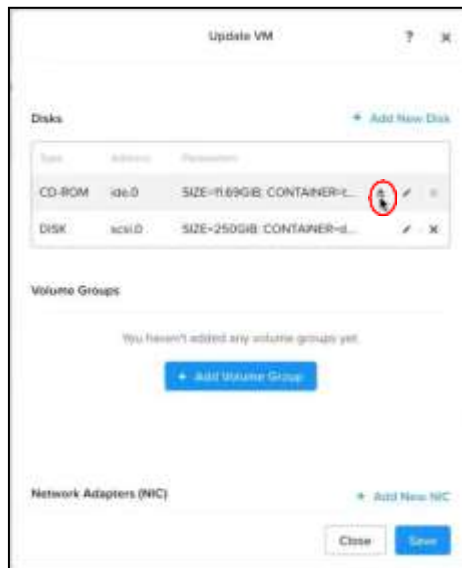 Update VM ? ×
Disks + Add New Disk
Type Address Parameters
CD-ROM ide.0 SIZE=11.69GiB; CONTAINER=t...
DISK scsi.0 SIZE=250GiB; CONTAINER=d... ×
Volume Groups
You haven't added any volume groups yet.
+ Add Volume Group
Network Adapters (NIC) + Add New NIC
Close Save